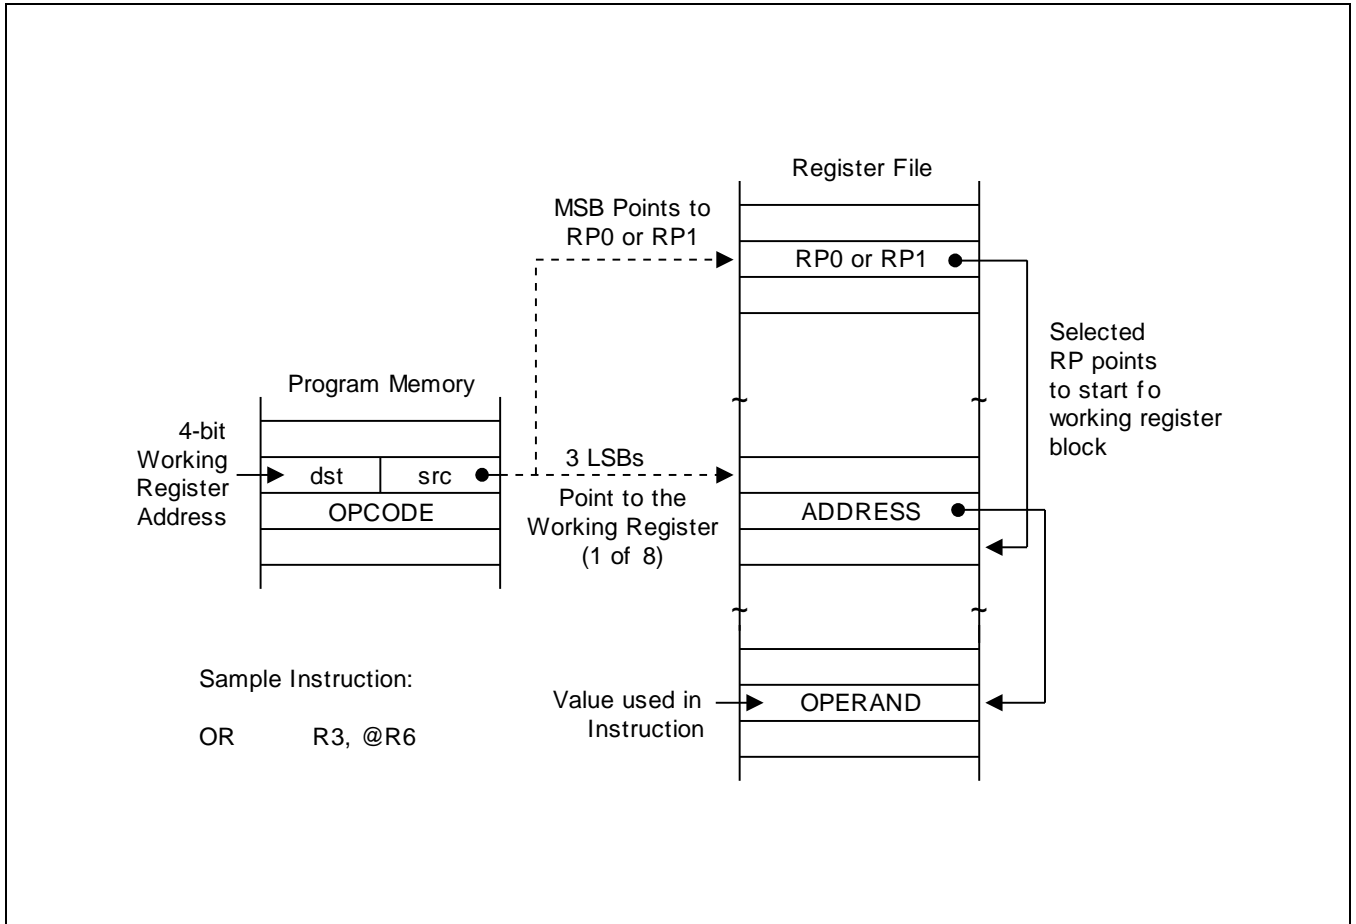 Register File
MSB Points to
RP0 or RP1
RP0 or RP1
Selected
RP points
to start fo
working register
block
Program Memory
4-bit
Working
Register
Address
dst
src
OPCODE
3 LSBs
Point to the
Working Register
(1 of 8)
ADDRESS
~ ~
~ ~
Sample Instruction:
OR R3, @R6
Value used in
Instruction
OPERAND